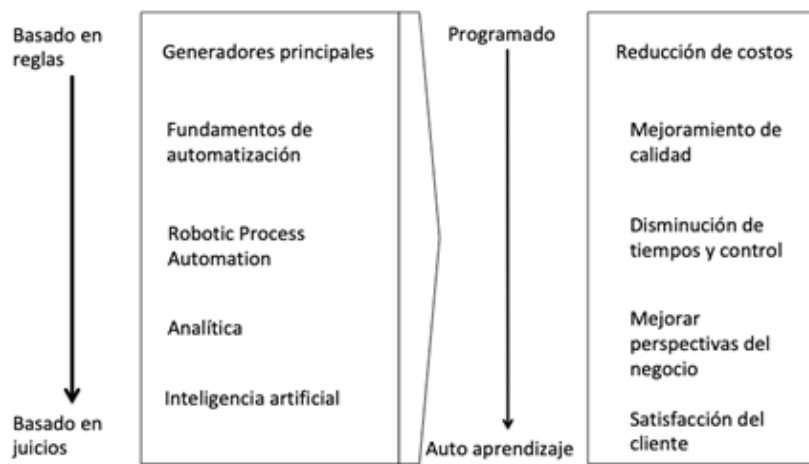 Basado en
reglas
Basado en
juicios
Generadores principales
Fundamentos de
automatización
Robotic Process
Automation
Analítica
Inteligencia artificial
Programado
Auto aprendizaje
Reducción de costos
Mejoramiento de
calidad
Disminución de
tiempos y control
Mejorar
perspectivas del
negocio
Satisfacción del
cliente